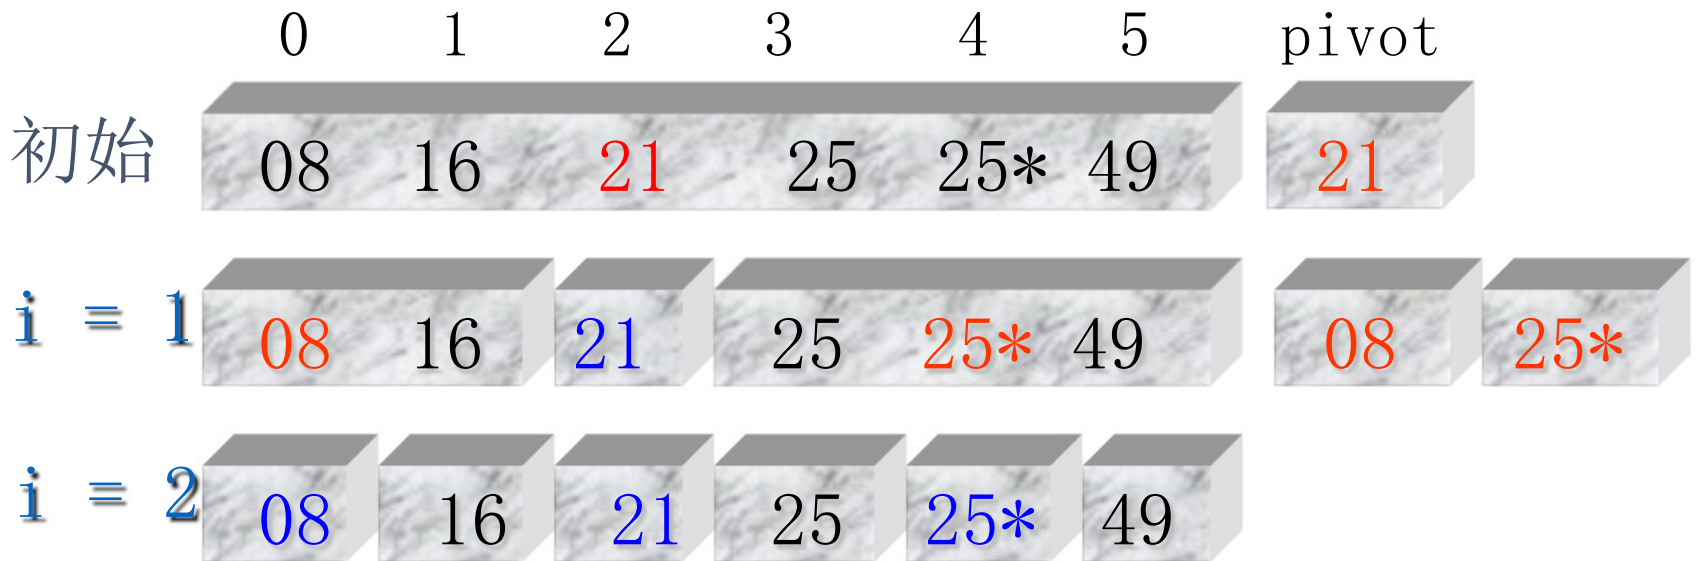 0 1 2 3 4 5 pivot
初始 08 16 21 25 25* 49 21
i = 1 08 16 21 25 25* 49 08 25*
i = 2 08 16 21 25 25* 49